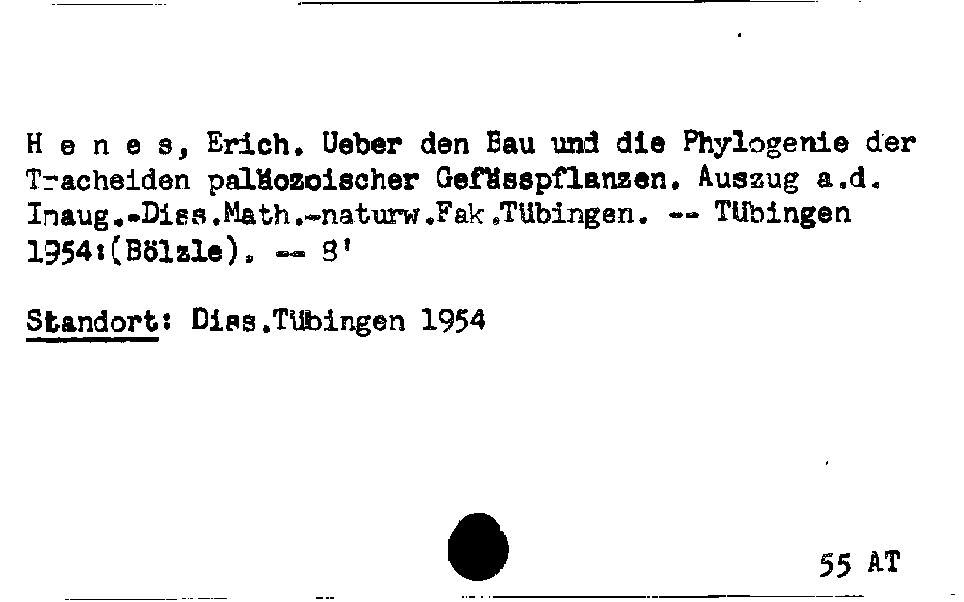 H e n e s, Erich. Ueber den Bau und die Phylogenie der
Tracheiden paläozoischer Gefässpflanzen. Auszug a.d.
Inaug.-Diss.Math.-naturw.Fak.Tübingen. -- Tübingen
1954:(Bölzle). -- 8'
Standort: Diss.Tübingen 1954
55 AT